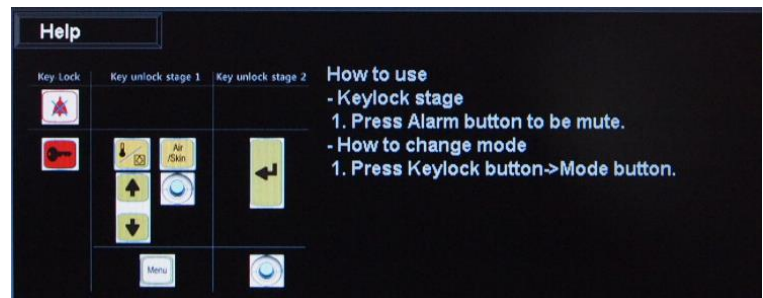 Help
Key Lock Key unlock stage 1 Key unlock stage 2
Air
/Skin
Menu
How to use
- Keylock stage
1. Press Alarm button to be mute.
- How to change mode
1. Press Keylock button->Mode button.